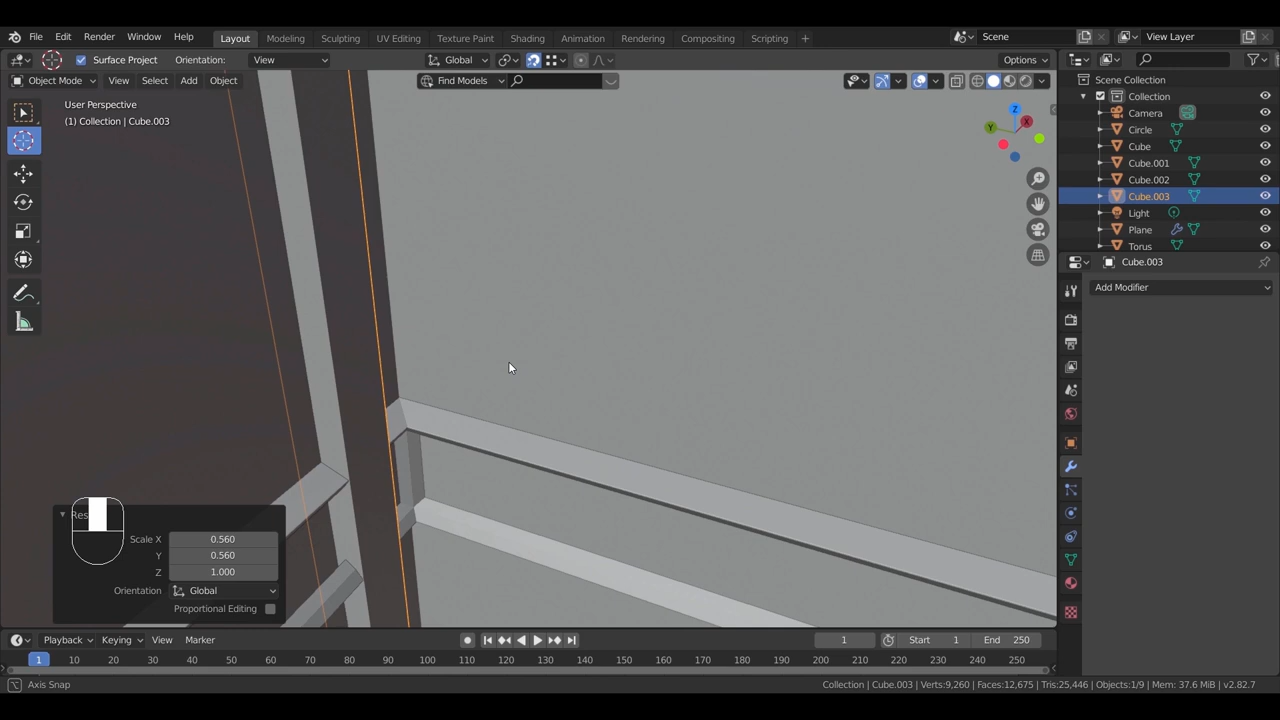 File Edit Render Window Help Layout Modeling Sculpting UV Editing Texture Paint Shading Animation Rendering Compositing Scripting + Scene View Layer
Surface Project Orientation: View Global Options
Object Mode View Select Add Object Find Models
User Perspective
(1) Collection | Cube.003
Z
X
Y
Scene Collection
Collection
Camera
Circle
Cube
Cube.001
Cube.002
Cube.003
Light
Plane
Torus
Cube.003
Add Modifier
Res
Scale X 0.560
Y 0.560
Z 1.000
Orientation Global
Proportional Editing
Playback Keying View Marker 1 Start 1 End 250
1 10 20 30 40 50 60 70 80 90 100 110 120 130 140 150 160 170 180 190 200 210 220 230 240 250
Axis Snap Collection | Cube.003 | Verts:9,260 | Faces:12,675 | Tris:25,446 | Objects:1/9 | Mem: 37.6 MiB | v2.82.7